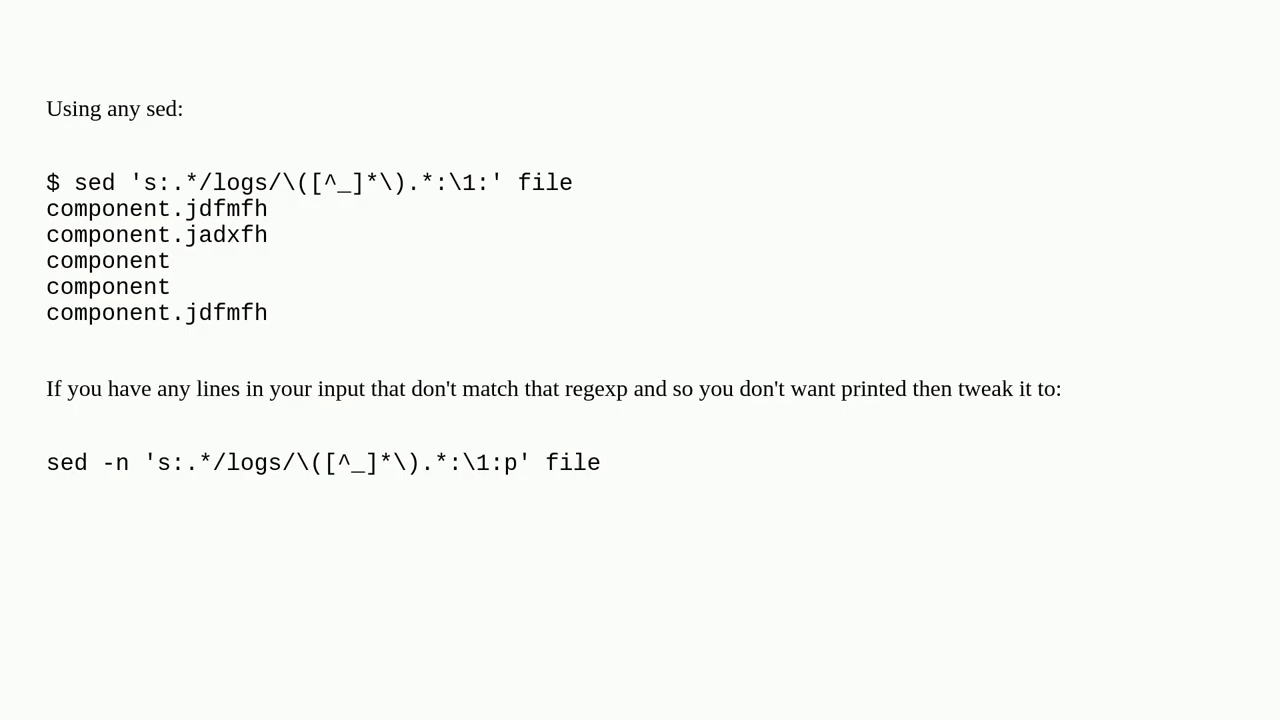 Using any sed:
$ sed 's:.*/logs/\([^_]*\).*:\1:' file
component.jdfmfh
component.jadxfh
component
component
component.jdfmfh
If you have any lines in your input that don't match that regexp and so you don't want printed then tweak it to:
sed -n 's:.*/logs/\([^_]*\).*:\1:p' file